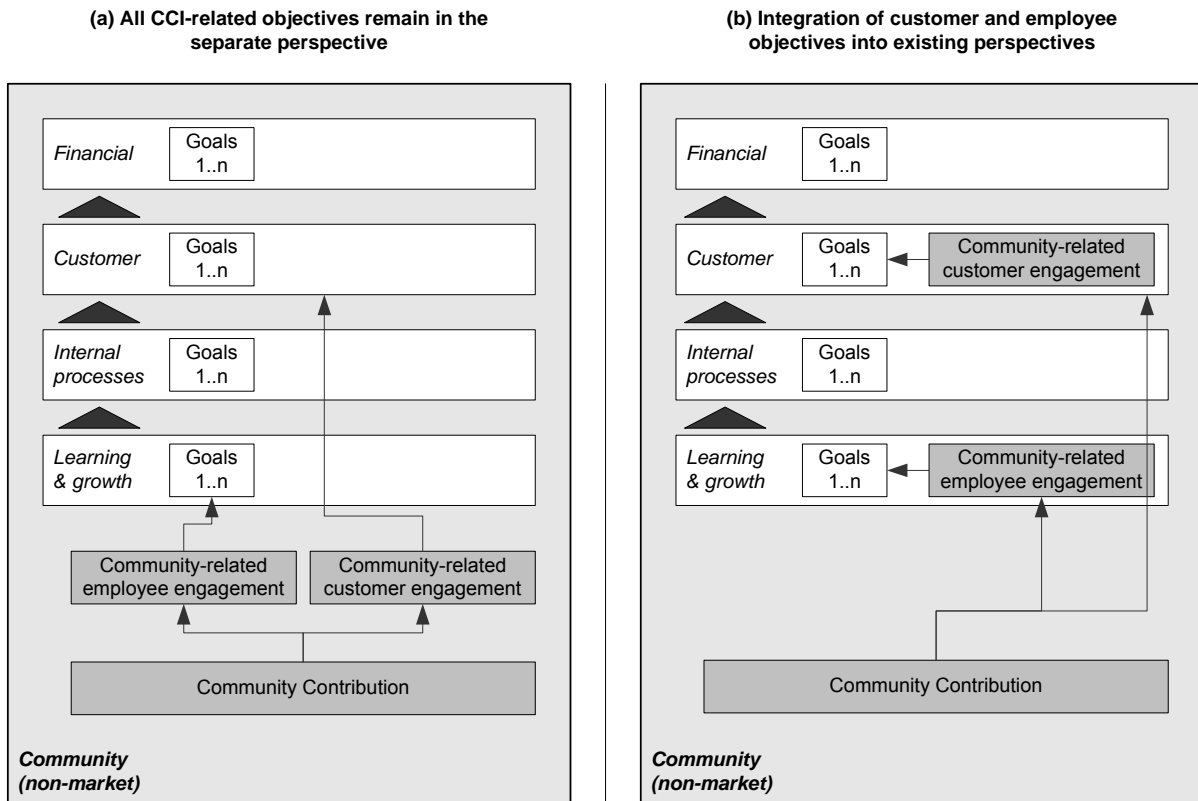 (a) All CCI-related objectives remain in the
separate perspective
Financial
Goals
1..n
Customer
Goals
1..n
Internal
processes
Goals
1..n
Learning
& growth
Goals
1..n
Community-related
employee engagement
Community-related
customer engagement
Community Contribution
Community
(non-market)
(b) Integration of customer and employee
objectives into existing perspectives
Financial
Goals
1..n
Customer
Goals
1..n
Community-related
customer engagement
Internal
processes
Goals
1..n
Learning
& growth
Goals
1..n
Community-related
employee engagement
Community Contribution
Community
(non-market)